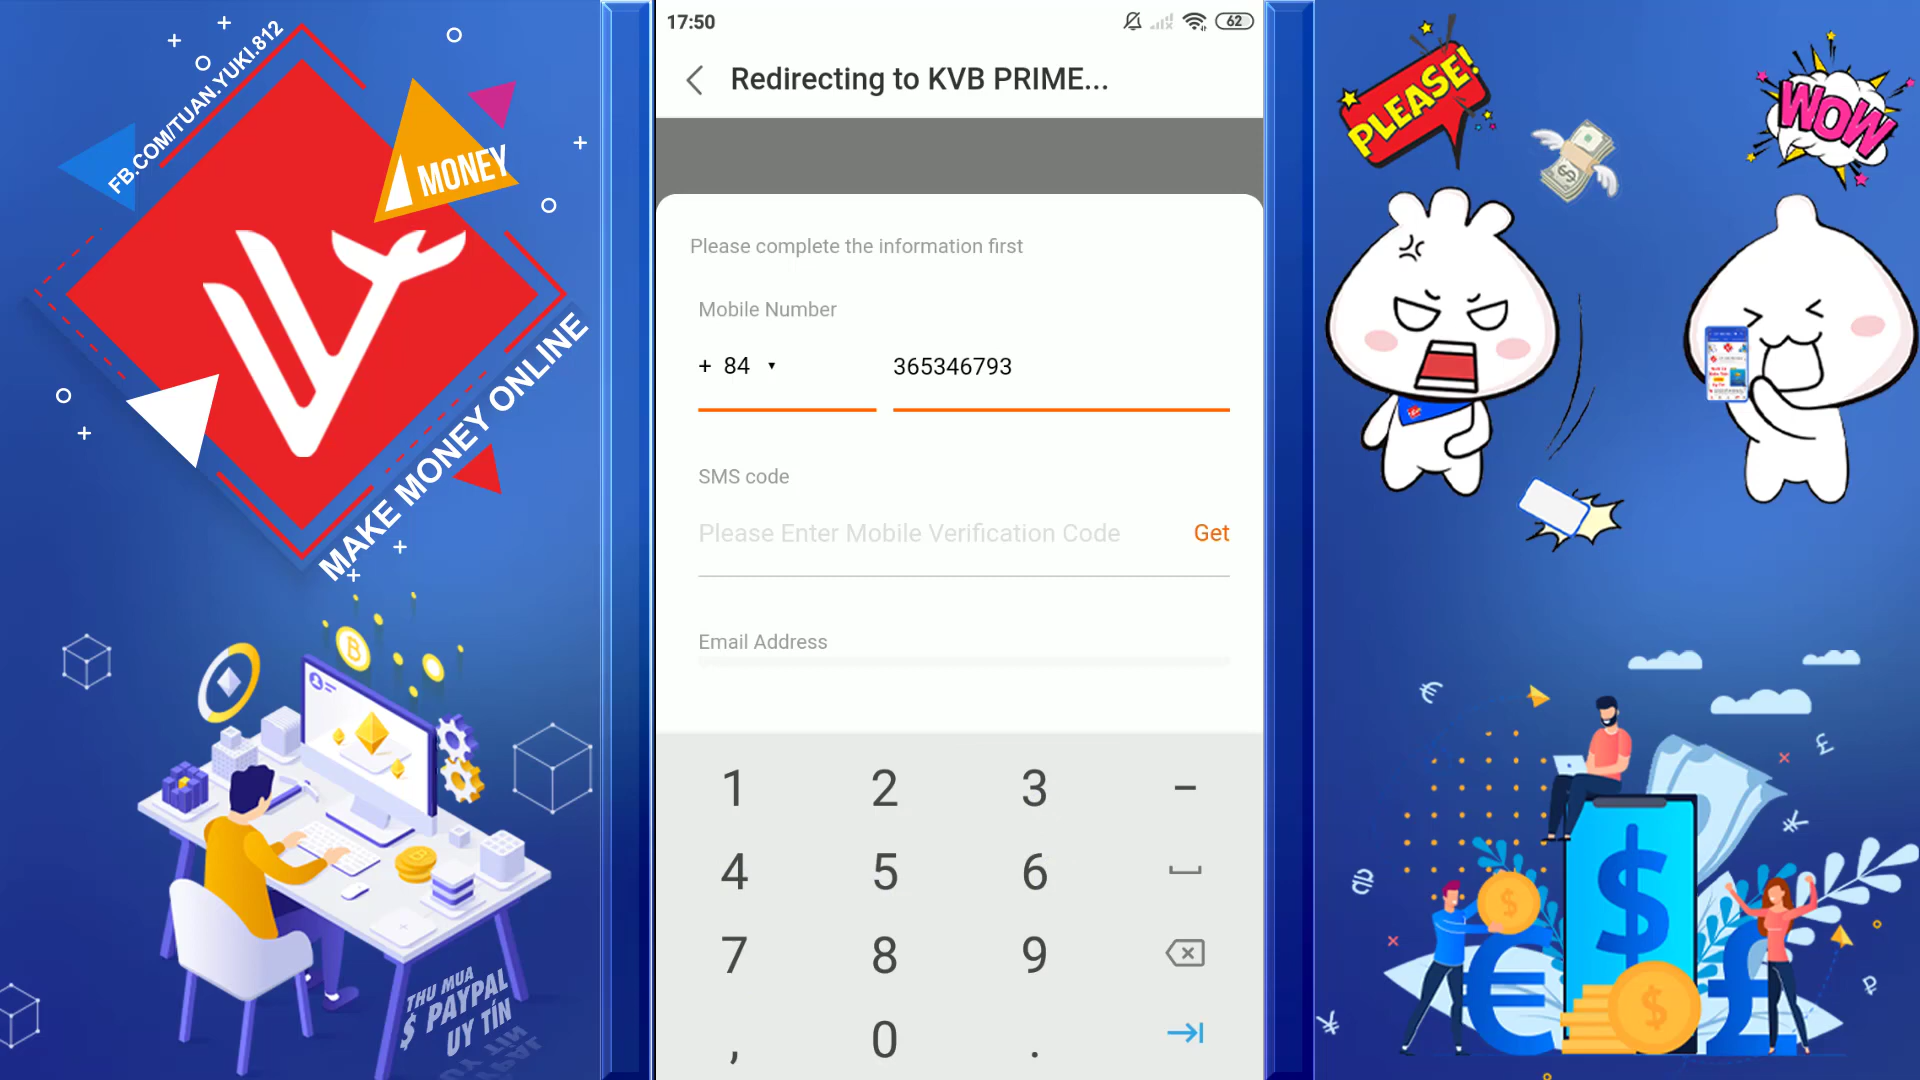 FB.COM/TUAN.YUKI.812
MONEY
MAKE MONEY ONLINE
THU MUA
$ PAYPAL
UY TÍN
17:50
62
Redirecting to KVB PRIME...
Please complete the information first
Mobile Number
+ 84 ▾
365346793
SMS code
Please Enter Mobile Verification Code
Get
Email Address
1 2 3 –
4 5 6
7 8 9
, 0 .
PLEASE!
WOW